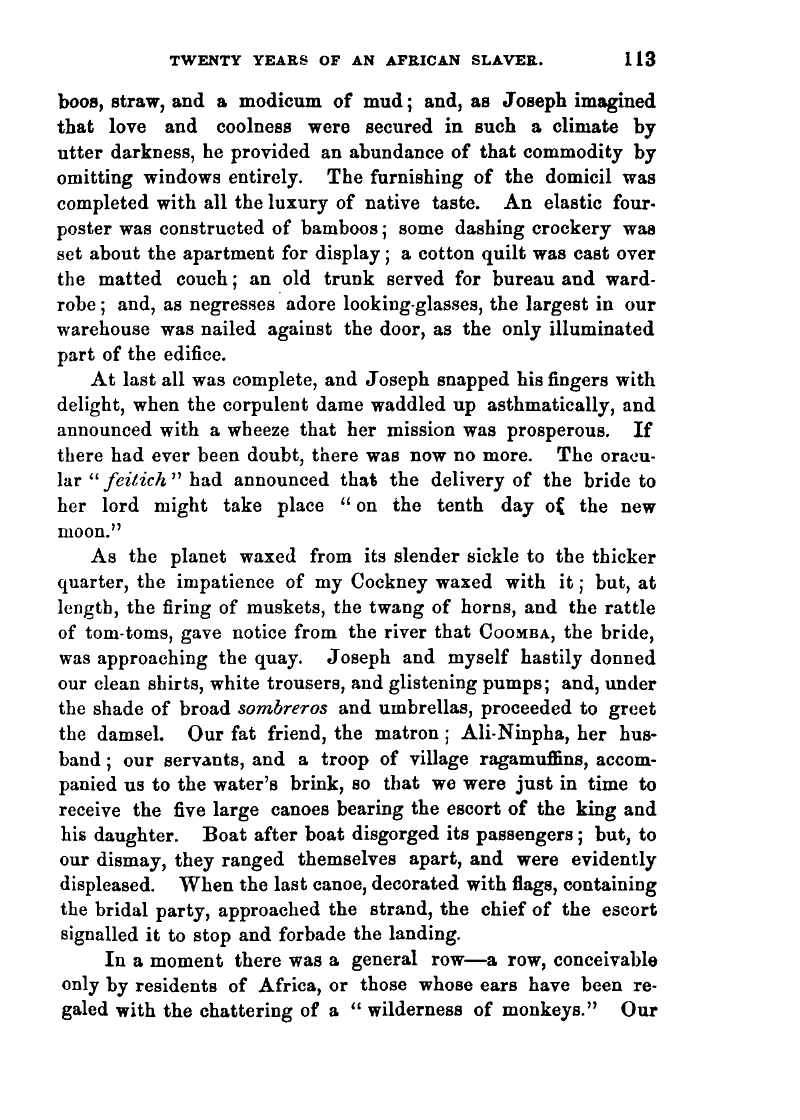 TWENTY YEARS OF AN AFRICAN SLAVER. 113
boos, straw, and a modicum of mud; and, as Joseph imagined
that love and coolness were secured in such a climate by
utter darkness, he provided an abundance of that commodity by
omitting windows entirely. The furnishing of the domicil was
completed with all the luxury of native taste. An elastic four-
poster was constructed of bamboos; some dashing crockery was
set about the apartment for display; a cotton quilt was cast over
the matted couch; an old trunk served for bureau and ward-
robe; and, as negresses adore looking-glasses, the largest in our
warehouse was nailed against the door, as the only illuminated
part of the edifice.
At last all was complete, and Joseph snapped his fingers with
delight, when the corpulent dame waddled up asthmatically, and
announced with a wheeze that her mission was prosperous. If
there had ever been doubt, there was now no more. The oracu-
lar "feitich" had announced that the delivery of the bride to
her lord might take place "on the tenth day of the new
moon."
As the planet waxed from its slender sickle to the thicker
quarter, the impatience of my Cockney waxed with it; but, at
length, the firing of muskets, the twang of horns, and the rattle
of tom-toms, gave notice from the river that COOMBA, the bride,
was approaching the quay. Joseph and myself hastily donned
our clean shirts, white trousers, and glistening pumps; and, under
the shade of broad sombreros and umbrellas, proceeded to greet
the damsel. Our fat friend, the matron; Ali-Ninpha, her hus-
band; our servants, and a troop of village ragamuffins, accom-
panied us to the water's brink, so that we were just in time to
receive the five large canoes bearing the escort of the king and
his daughter. Boat after boat disgorged its passengers; but, to
our dismay, they ranged themselves apart, and were evidently
displeased. When the last canoe, decorated with flags, containing
the bridal party, approached the strand, the chief of the escort
signalled it to stop and forbade the landing.
In a moment there was a general row—a row, conceivable
only by residents of Africa, or those whose ears have been re-
galed with the chattering of a "wilderness of monkeys." Our